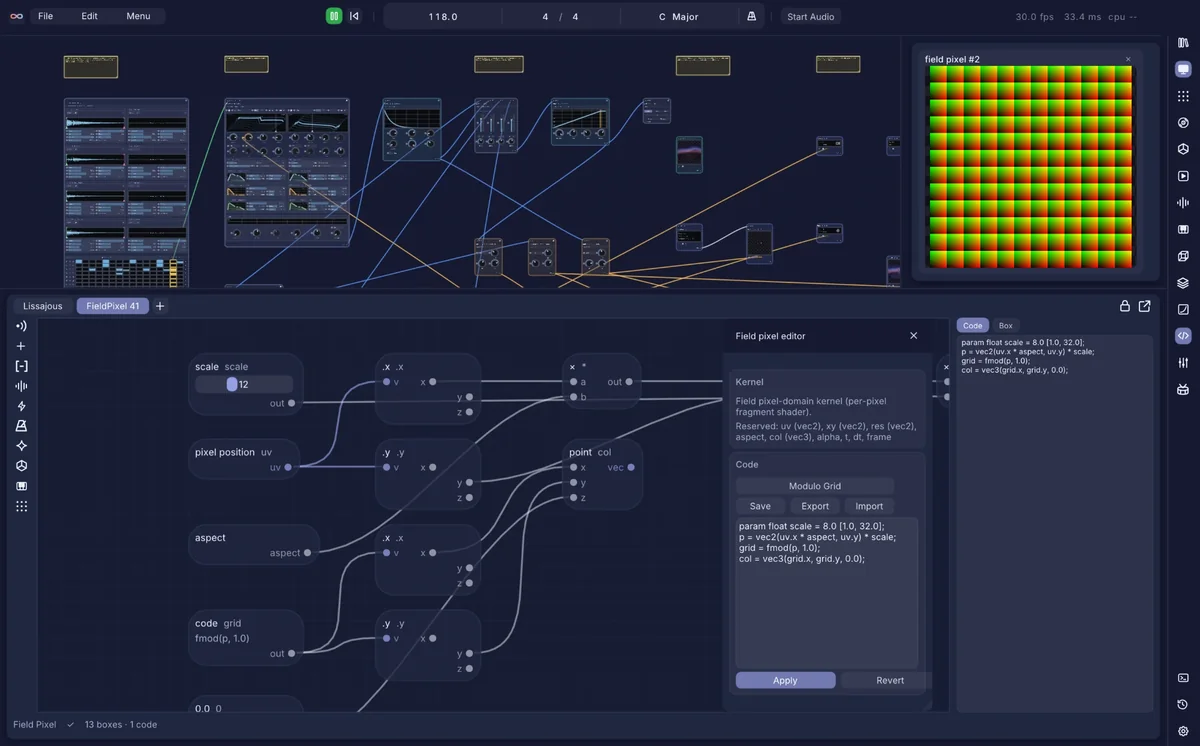 File Edit Menu
118.0
4 / 4
C Major
Start Audio
30.0 fps 33.4 ms cpu --
field pixel #2 ×
Lissajous FieldPixel 41 +
scale scale
12
out
pixel position uv
uv
aspect
aspect
code grid
fmod(p, 1.0)
out
0.0 0
.x .x
v x
y
z
.y .y
v x
y
z
.x .x
v x
y
z
.y .y
v x
y
z
× *
a out
b
point col
x vec
y
z
Field pixel editor
Kernel
Field pixel-domain kernel (per-pixel
fragment shader).
Reserved: uv (vec2), xy (vec2), res (vec2),
aspect, col (vec3), alpha, t, dt, frame
Code
Modulo Grid
Save Export Import
param float scale = 8.0 [1.0, 32.0];
p = vec2(uv.x * aspect, uv.y) * scale;
grid = fmod(p, 1.0);
col = vec3(grid.x, grid.y, 0.0);
Apply Revert
Code Box
param float scale = 8.0 [1.0, 32.0];
p = vec2(uv.x * aspect, uv.y) * scale;
grid = fmod(p, 1.0);
col = vec3(grid.x, grid.y, 0.0);
Field Pixel ✓ 13 boxes · 1 code